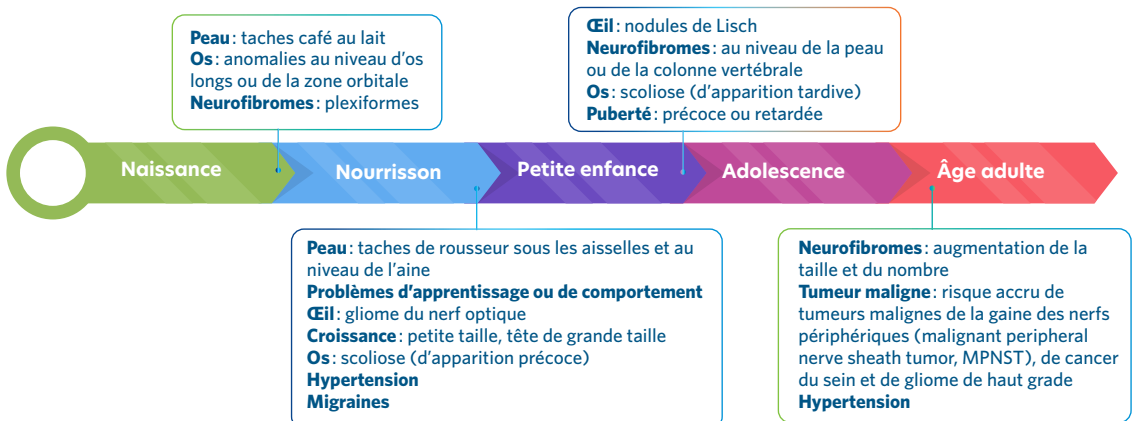 Peau : taches café au lait
Os : anomalies au niveau d'os
longs ou de la zone orbitale
Neurofibromes : plexiformes
Œil : nodules de Lisch
Neurofibromes : au niveau de la peau
ou de la colonne vertébrale
Os : scoliose (d'apparition tardive)
Puberté : précoce ou retardée
Naissance
Nourrisson
Petite enfance
Adolescence
Âge adulte
Peau : taches de rousseur sous les aisselles et au
niveau de l'aine
Problèmes d'apprentissage ou de comportement
Œil : gliome du nerf optique
Croissance : petite taille, tête de grande taille
Os : scoliose (d'apparition précoce)
Hypertension
Migraines
Neurofibromes : augmentation de la
taille et du nombre
Tumeur maligne : risque accru de
tumeurs malignes de la gaine des nerfs
périphériques (malignant peripheral
nerve sheath tumor, MPNST), de cancer
du sein et de gliome de haut grade
Hypertension